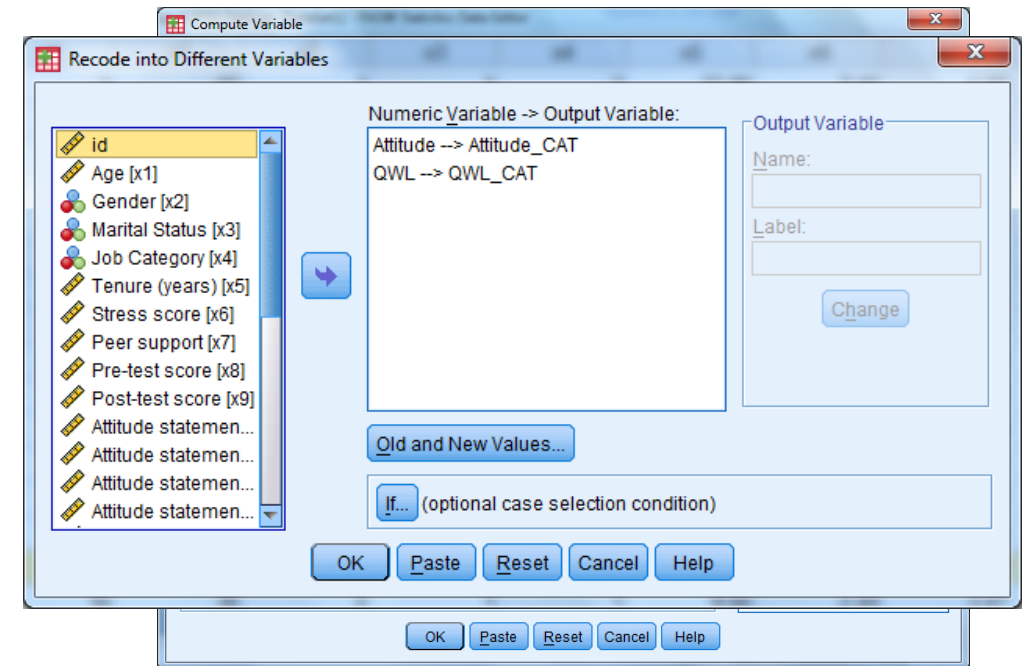 Compute Variable
Recode into Different Variables
Numeric Variable -> Output Variable:
id
Age [x1]
Gender [x2]
Marital Status [x3]
Job Category [x4]
Tenure (years) [x5]
Stress score [x6]
Peer support [x7]
Pre-test score [x8]
Post-test score [x9]
Attitude statemen...
Attitude statemen...
Attitude statemen...
Attitude statemen...
Attitude --> Attitude_CAT
QWL --> QWL_CAT
Output Variable
Name:
Label:
Change
Old and New Values...
If... (optional case selection condition)
OK Paste Reset Cancel Help
OK Paste Reset Cancel Help